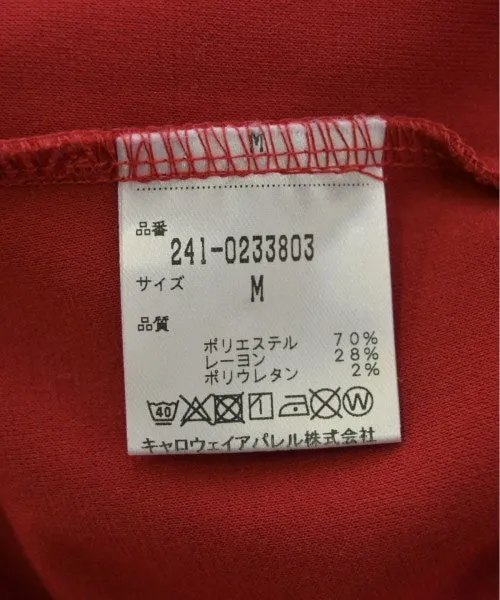 M
品番
241-0233803
サイズ
M
品質
ポリエステル 70%
レーヨン 28%
ポリウレタン 2%
40 W
キャロウェイアパレル株式会社